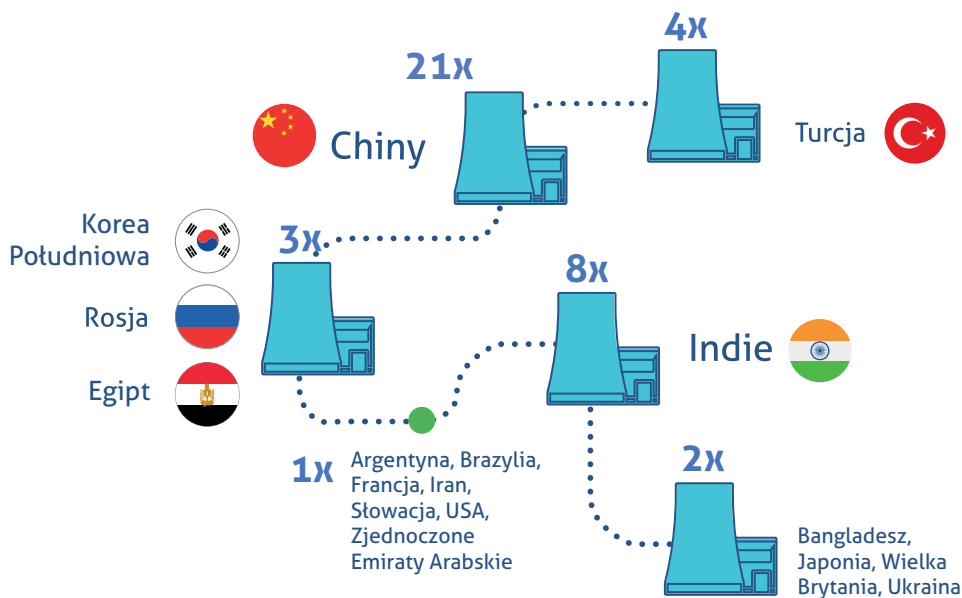 4x
Turcja
21x
Chiny
Korea
Południowa
3x
Rosja
Egipt
8x
Indie
1x
Argentyna, Brazylia,
Francja, Iran,
Słowacja, USA,
Zjednoczone
Emiraty Arabskie
2x
Bangladesz,
Japonia, Wielka
Brytania, Ukraina